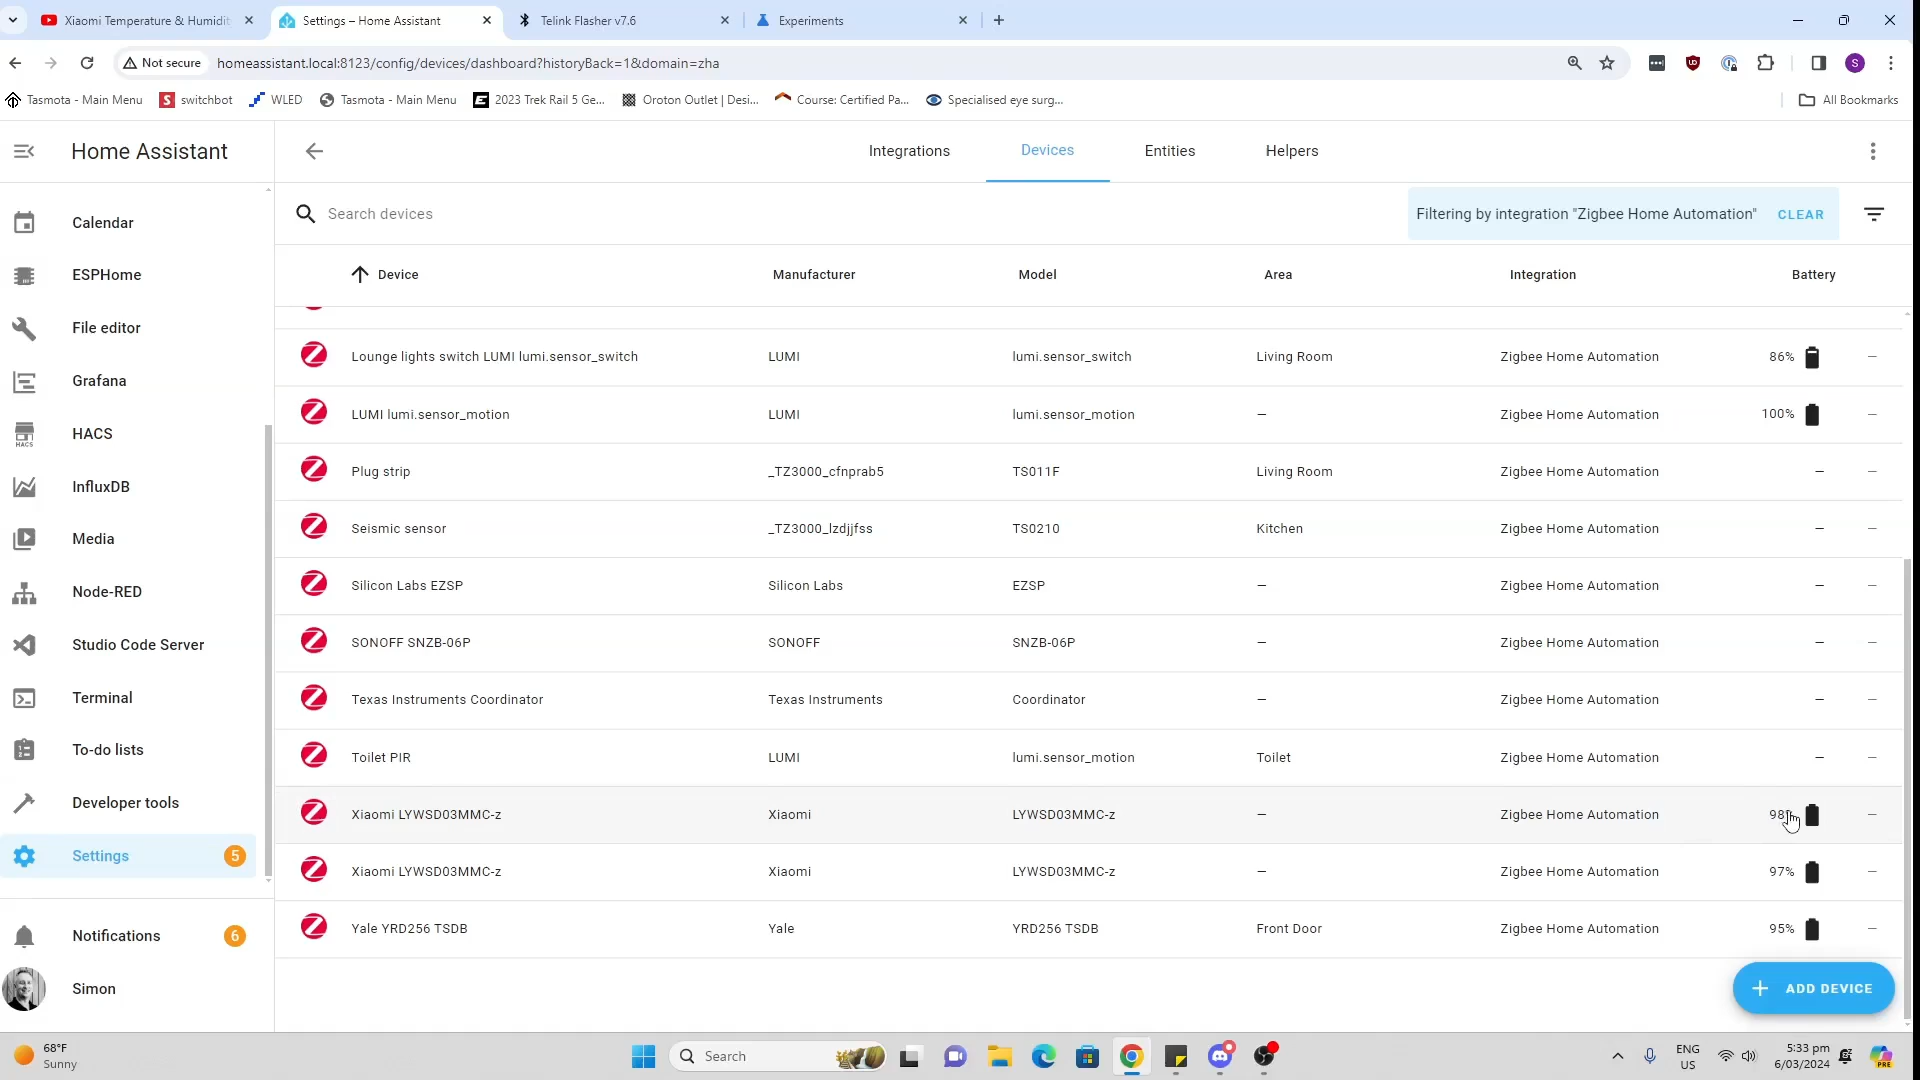 Xiaomi Temperature & Humidit
Settings – Home Assistant
Telink Flasher v7.6
Experiments
Not secure
homeassistant.local:8123/config/devices/dashboard?historyBack=1&domain=zha
S
Tasmota - Main Menu
switchbot
WLED
Tasmota - Main Menu
2023 Trek Rail 5 Ge...
Oroton Outlet | Desi...
Course: Certified Pa...
Specialised eye surg...
All Bookmarks
Home Assistant
Integrations
Devices
Entities
Helpers
Calendar
ESPHome
File editor
Grafana
HACS
InfluxDB
Media
Node-RED
Studio Code Server
Terminal
To-do lists
Developer tools
Settings 5
Notifications 6
Simon
Search devices
Filtering by integration "Zigbee Home Automation" CLEAR
Device Manufacturer Model Area Integration Battery
Lounge lights switch LUMI lumi.sensor_switch LUMI lumi.sensor_switch Living Room Zigbee Home Automation 86% —
LUMI lumi.sensor_motion LUMI lumi.sensor_motion — Zigbee Home Automation 100% —
Plug strip _TZ3000_cfnprab5 TS011F Living Room Zigbee Home Automation — —
Seismic sensor _TZ3000_lzdjjfss TS0210 Kitchen Zigbee Home Automation — —
Silicon Labs EZSP Silicon Labs EZSP — Zigbee Home Automation — —
SONOFF SNZB-06P SONOFF SNZB-06P — Zigbee Home Automation — —
Texas Instruments Coordinator Texas Instruments Coordinator — Zigbee Home Automation — —
Toilet PIR LUMI lumi.sensor_motion Toilet Zigbee Home Automation — —
Xiaomi LYWSD03MMC-z Xiaomi LYWSD03MMC-z — Zigbee Home Automation 98% —
Xiaomi LYWSD03MMC-z Xiaomi LYWSD03MMC-z — Zigbee Home Automation 97% —
Yale YRD256 TSDB Yale YRD256 TSDB Front Door Zigbee Home Automation 95% —
ADD DEVICE
68°F
Sunny
Search
ENG
US
5:33 pm
6/03/2024
PRE